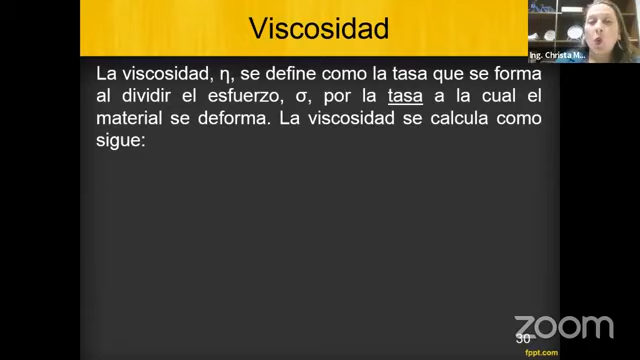 Viscosidad
Ing. Christa M...
La viscosidad, η, se define como la tasa que se forma
al dividir el esfuerzo, σ, por la tasa a la cual el
material se deforma. La viscosidad se calcula como
sigue:
zoom
30
fppt.com